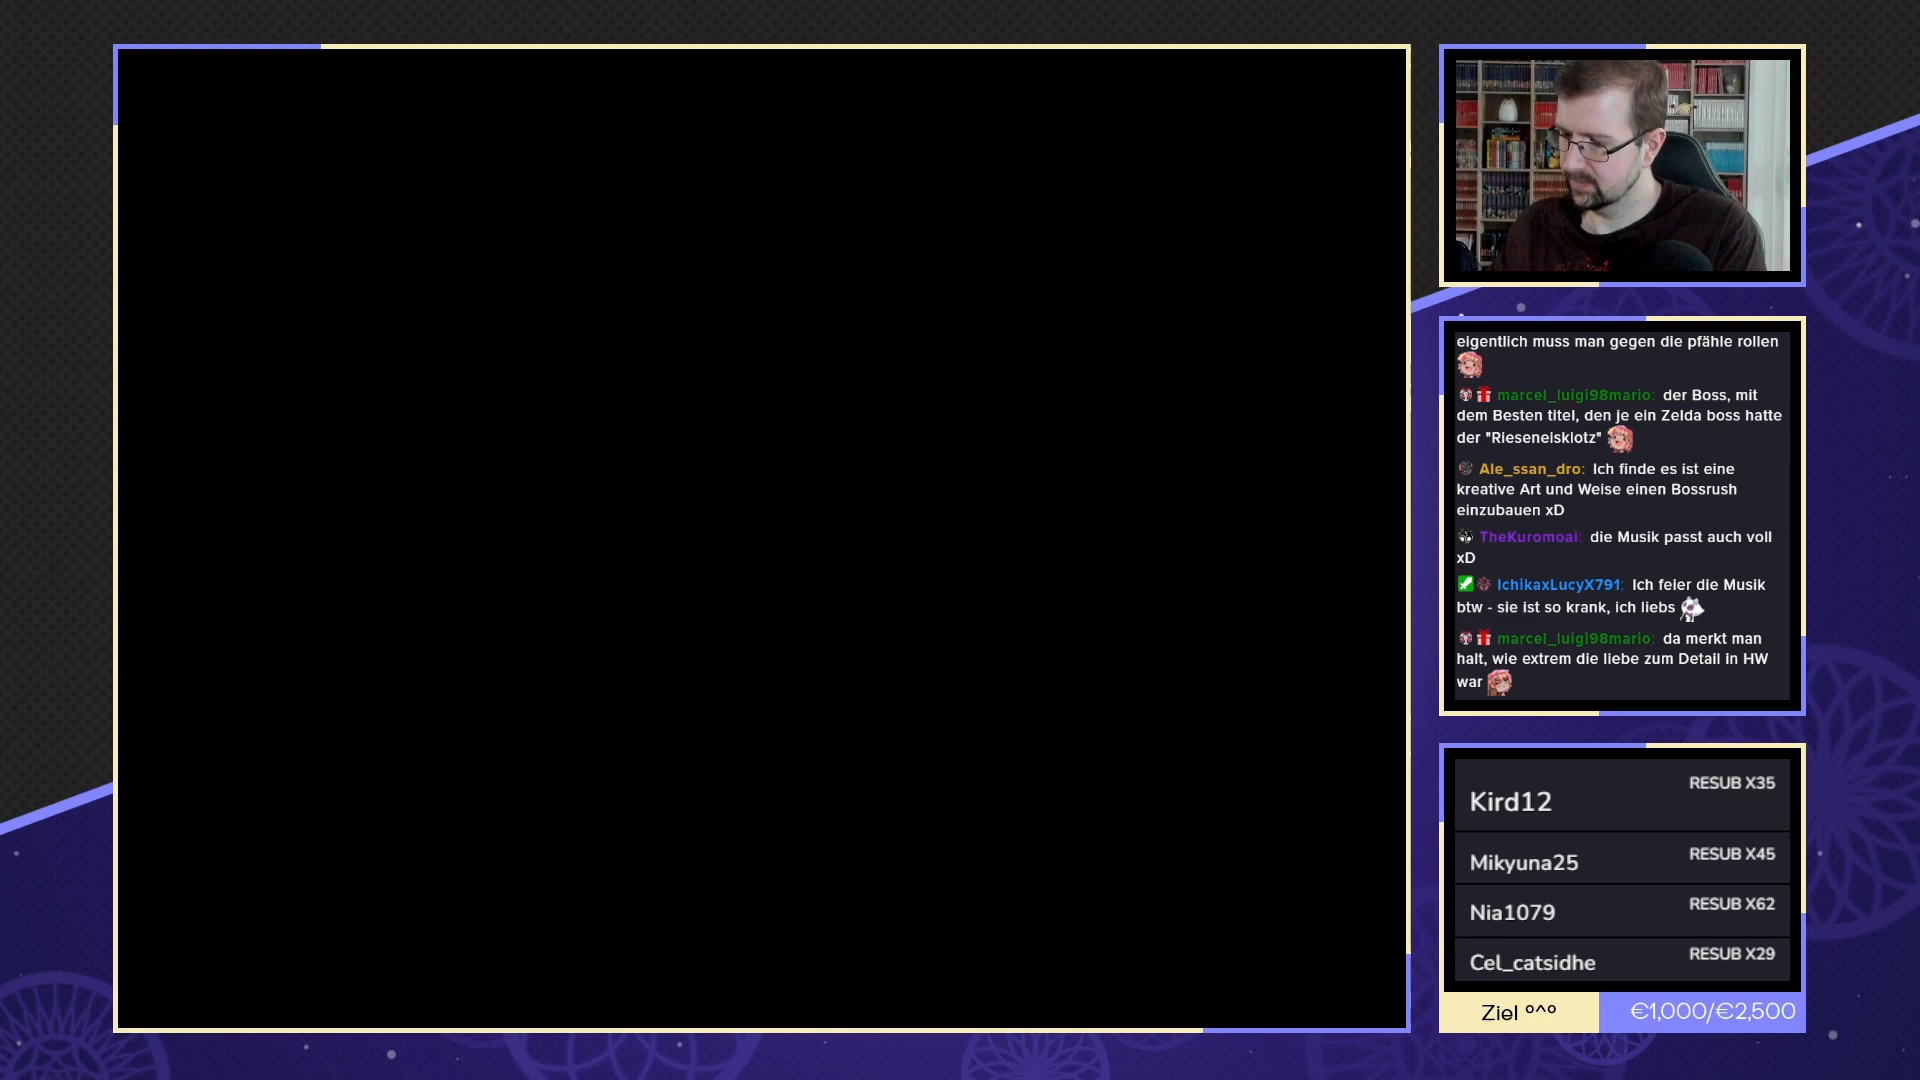 eigentlich muss man gegen die pfähle rollen
marcel_luigi98mario: der Boss, mit
dem Besten titel, den je ein Zelda boss hatte
der "Rieseneisklotz"
Ale_ssan_dro: Ich finde es ist eine
kreative Art und Weise einen Bossrush
einzubauen xD
TheKuromoai: die Musik passt auch voll
xD
IchikaxLucyX791: Ich feier die Musik
btw - sie ist so krank, ich liebs
marcel_luigi98mario: da merkt man
halt, wie extrem die liebe zum Detail in HW
war
RESUB X35
Kird12
RESUB X45
Mikyuna25
RESUB X62
Nia1079
RESUB X29
Cel_catsidhe
Ziel °^° €1,000/€2,500